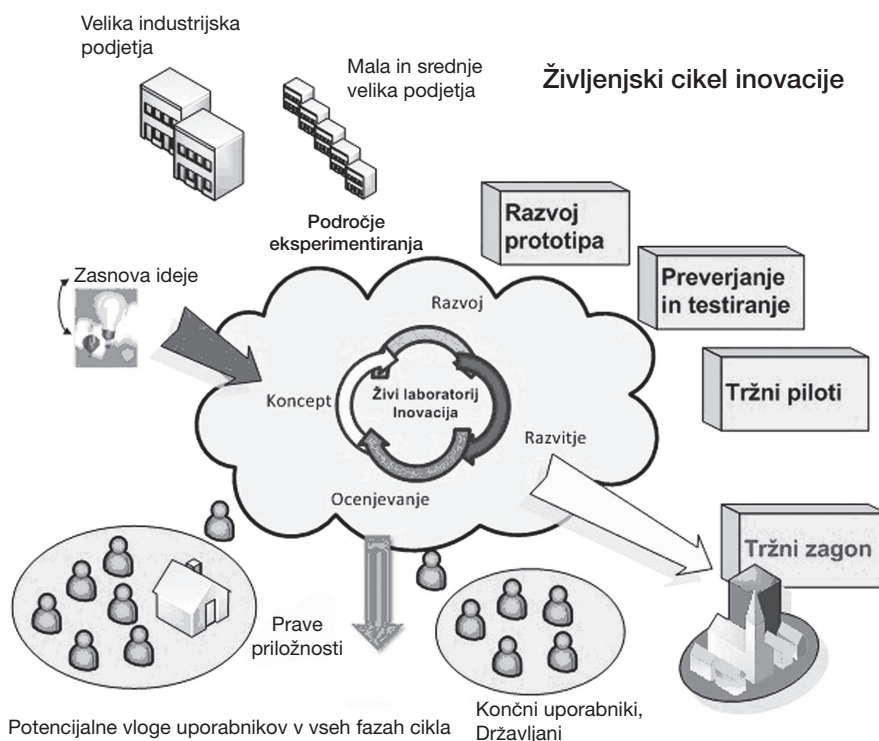 Velika industrijska
podjetja
Mala in srednje
velika podjetja
Življenjski cikel inovacije
Področje
eksperimentiranja
Razvoj
prototipa
Zasnova ideje
Preverjanje
in testiranje
Razvoj
Koncept
Živi laboratorij
Inovacija
Tržni piloti
Razvitje
Ocenjevanje
Tržni zagon
Prave
priložnosti
Potencijalne vloge uporabnikov v vseh fazah cikla
Končni uporabniki,
Državljani